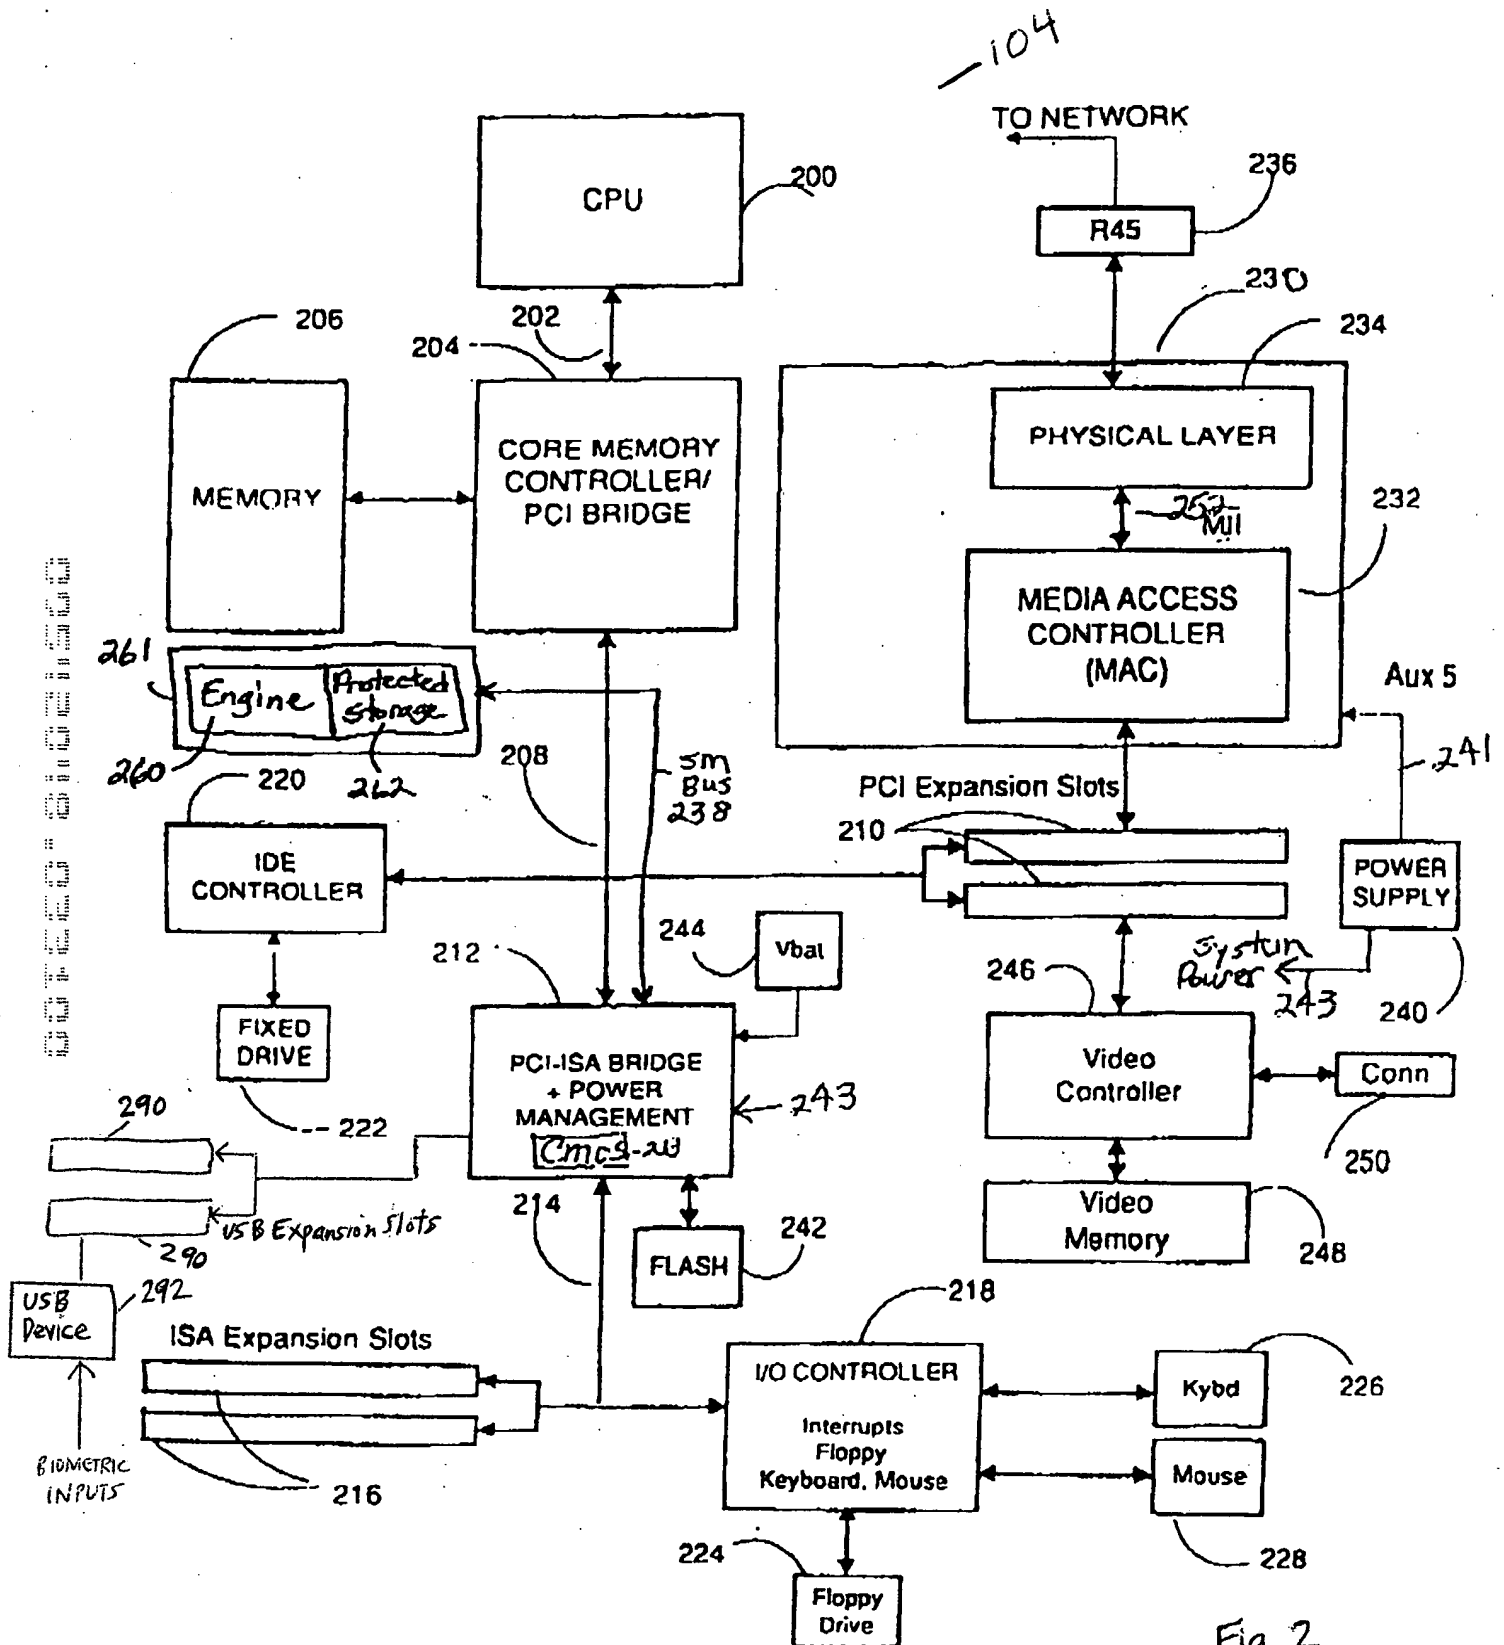 104
TO NETWORK
236
R45
CPU
200
230
234
202
206
204
PHYSICAL LAYER
252
MII
232
MEMORY
CORE MEMORY
CONTROLLER/
PCI BRIDGE
MEDIA ACCESS
CONTROLLER
(MAC)
261
Engine
Protected
Storage
260
262
208
SM
Bus
238
Aux 5
241
220
IDE
CONTROLLER
PCI Expansion Slots
210
POWER
SUPPLY
240
System
Power
243
212
244
Vbat
246
FIXED
DRIVE
222
PCI-ISA BRIDGE
+ POWER
MANAGEMENT
243
Video
Controller
Conn
250
290
USB Expansion Slots
290
214
FLASH
242
Video
Memory
248
USB
Device
292
ISA Expansion Slots
216
BIOMETRIC
INPUTS
218
I/O CONTROLLER
Interrupts
Floppy
Keyboard, Mouse
Kybd
226
Mouse
228
224
Floppy
Drive
Fig. 2